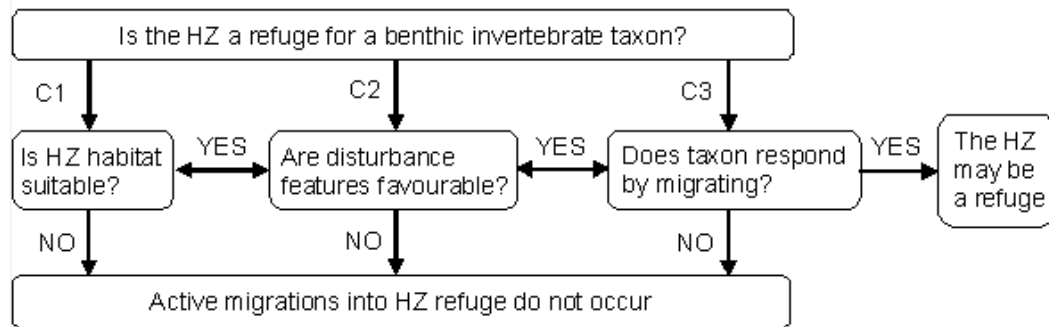 Is the HZ a refuge for a benthic invertebrate taxon?
C1
C2
C3
Is HZ habitat
suitable?
YES
Are disturbance
features favourable?
YES
Does taxon respond
by migrating?
YES
The HZ
may be
a refuge
NO
NO
NO
Active migrations into HZ refuge do not occur